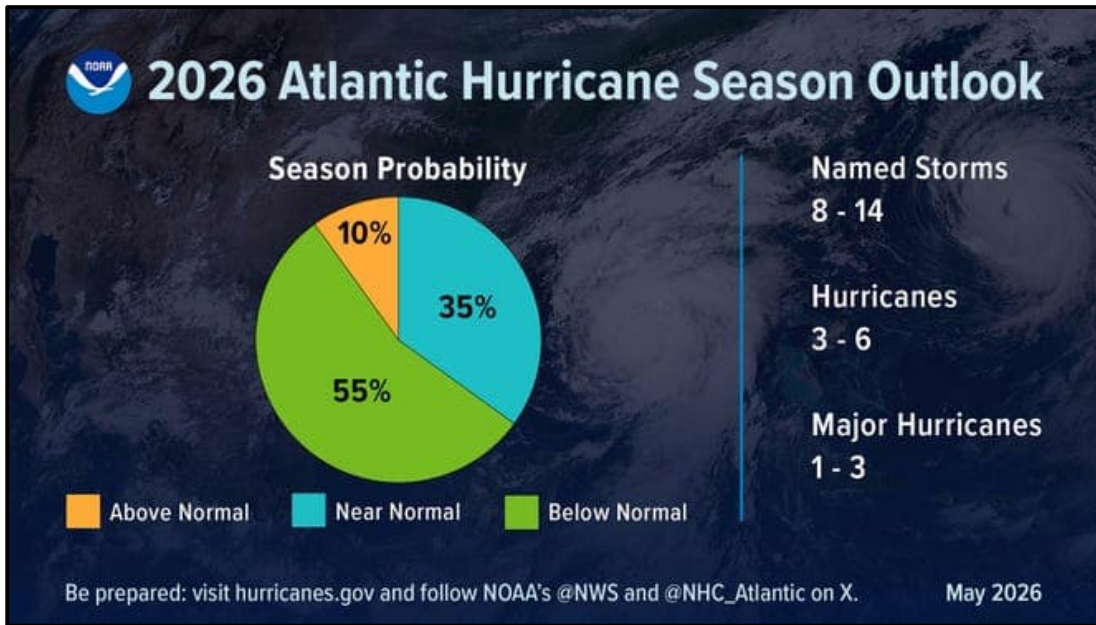 NOAA
2026 Atlantic Hurricane Season Outlook
Season Probability
10%
35%
55%
Above Normal
Near Normal
Below Normal
Named Storms
8 - 14
Hurricanes
3 - 6
Major Hurricanes
1 - 3
Be prepared: visit hurricanes.gov and follow NOAA's @NWS and @NHC_Atlantic on X.
May 2026